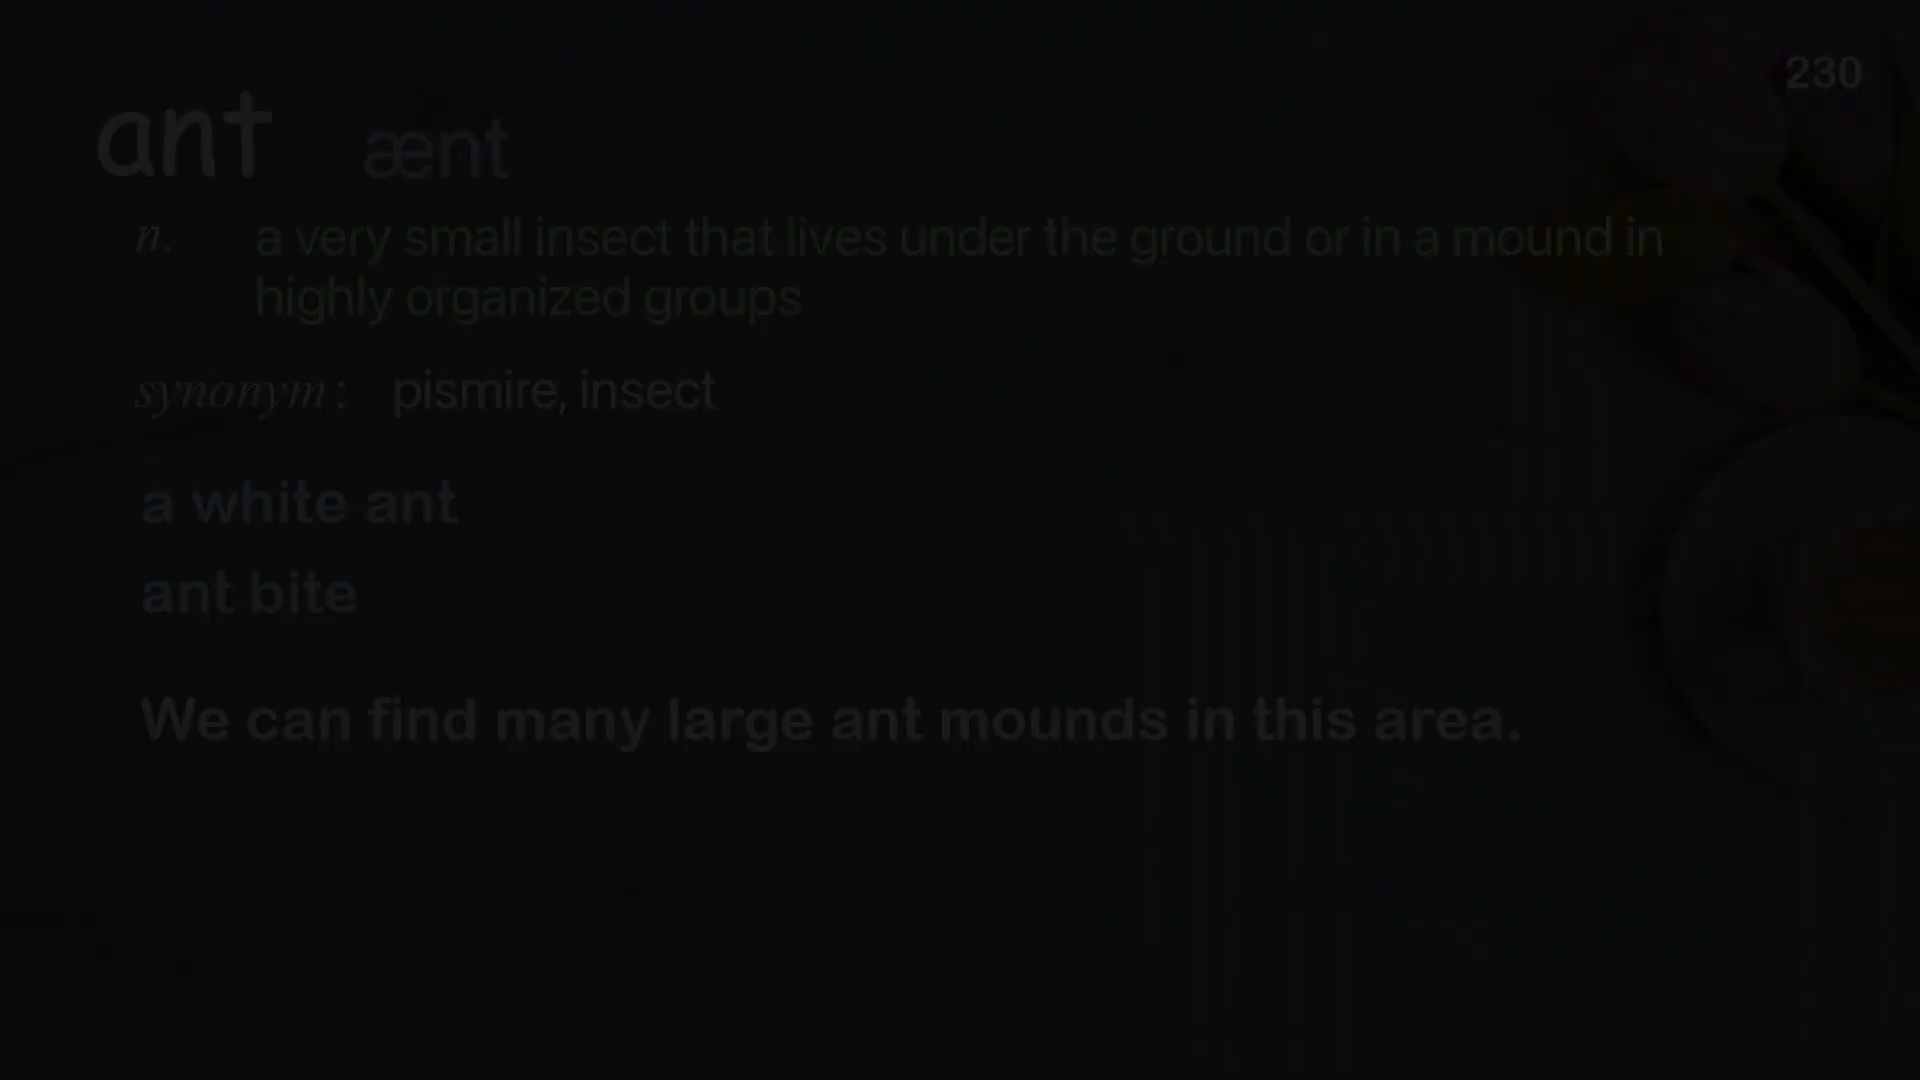 230
ant ænt
n. a very small insect that lives under the ground or in a mound in
highly organized groups
synonym: pismire, insect
a white ant
ant bite
We can find many large ant mounds in this area.